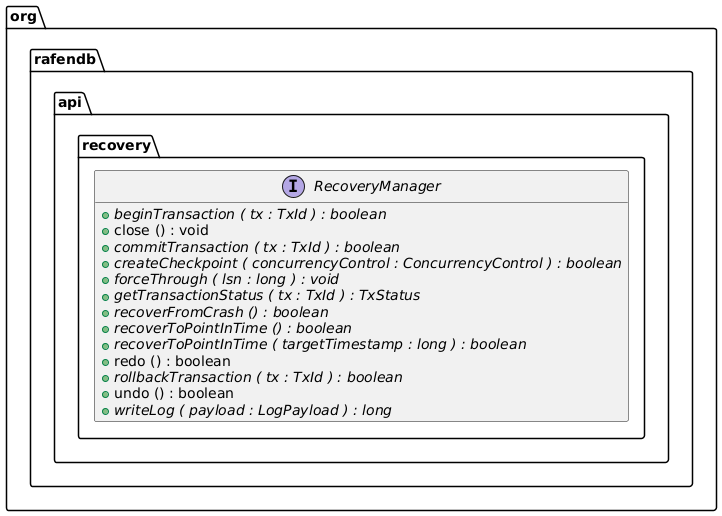 org
rafendb
api
recovery
I RecoveryManager
beginTransaction ( tx : TxId ) : boolean
close () : void
commitTransaction ( tx : TxId ) : boolean
createCheckpoint ( concurrencyControl : ConcurrencyControl ) : boolean
forceThrough ( lsn : long ) : void
getTransactionStatus ( tx : TxId ) : TxStatus
recoverFromCrash () : boolean
recoverToPointInTime () : boolean
recoverToPointInTime ( targetTimestamp : long ) : boolean
redo () : boolean
rollbackTransaction ( tx : TxId ) : boolean
undo () : boolean
writeLog ( payload : LogPayload ) : long